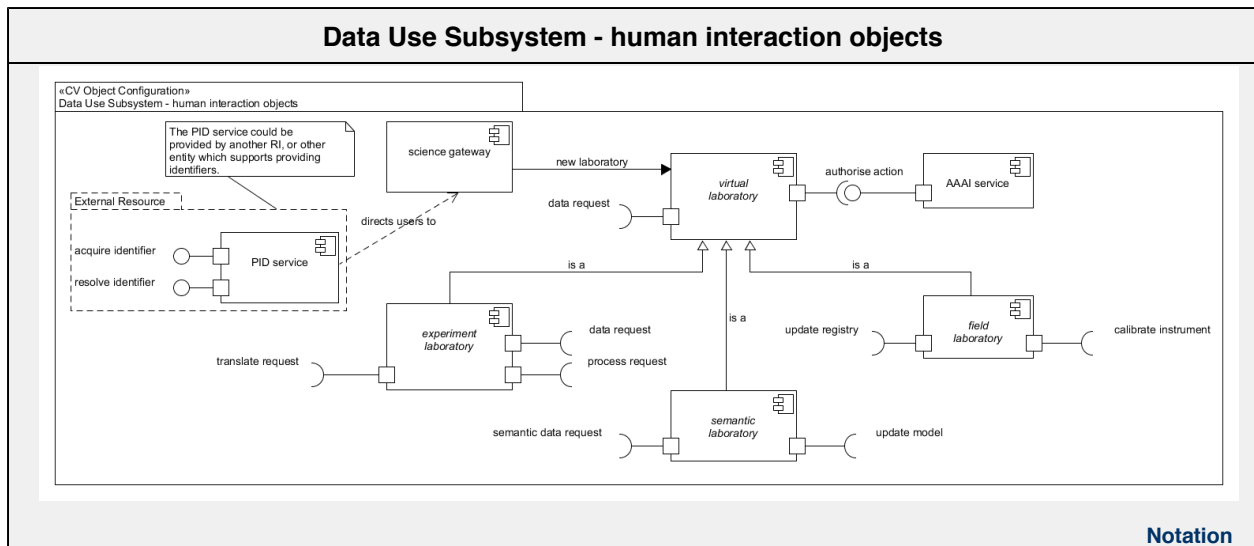 Data Use Subsystem - human interaction objects
«CV Object Configuration»
Data Use Subsystem - human interaction objects
The PID service could be
provided by another RI, or other
entity which supports providing
identifiers.
science gateway
new laboratory
virtual
laboratory
authorise action
AAAI service
External Resource
data request
directs users to
acquire identifier
PID service
resolve identifier
is a
is a
is a
experiment
laboratory
data request
translate request
process request
update registry
field
laboratory
calibrate instrument
semantic data request
semantic
laboratory
update model
Notation